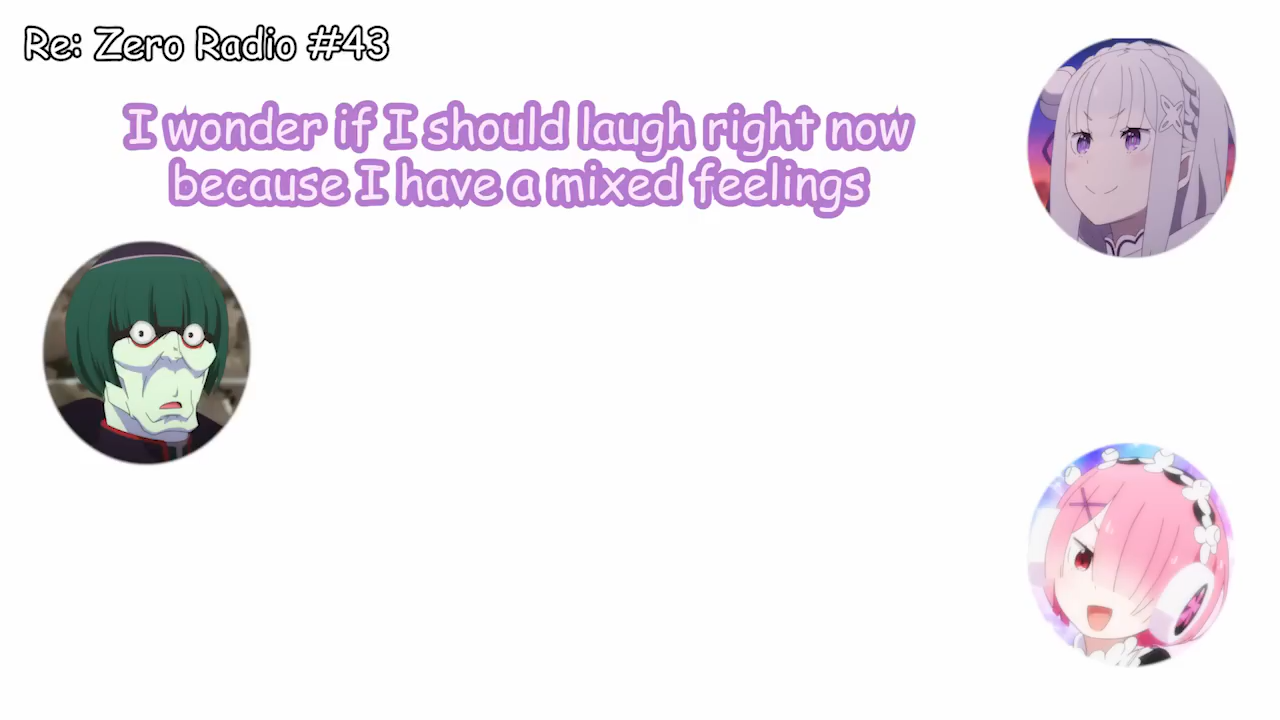 Re: Zero Radio #43
I wonder if I should laugh right now
because I have a mixed feelings